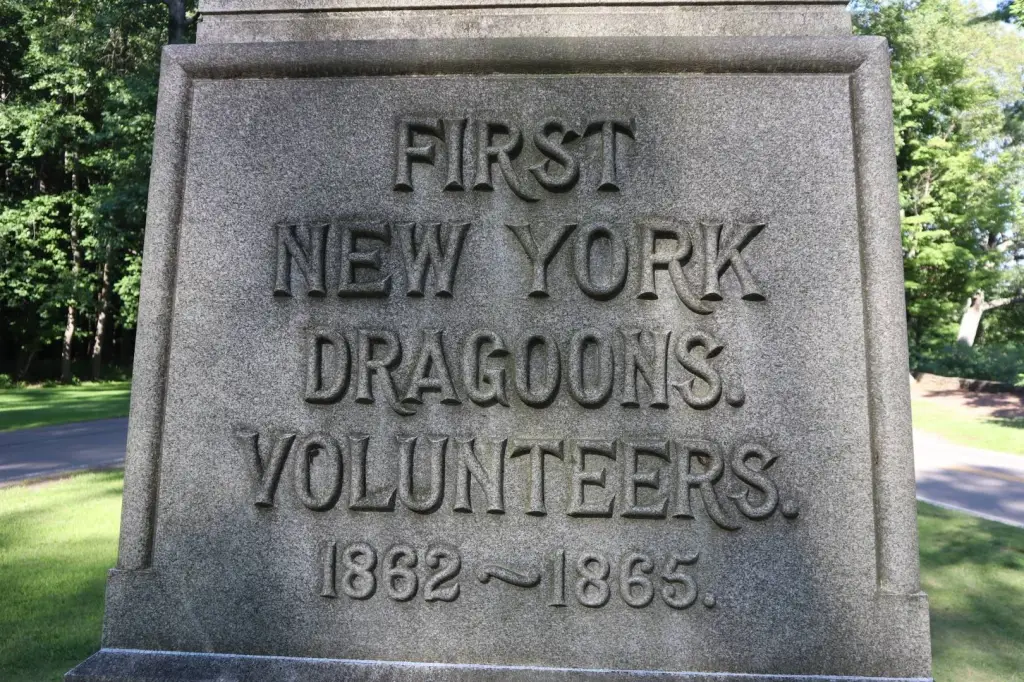 FIRST
NEW YORK
DRAGOONS.
VOLUNTEERS.
1862~1865.